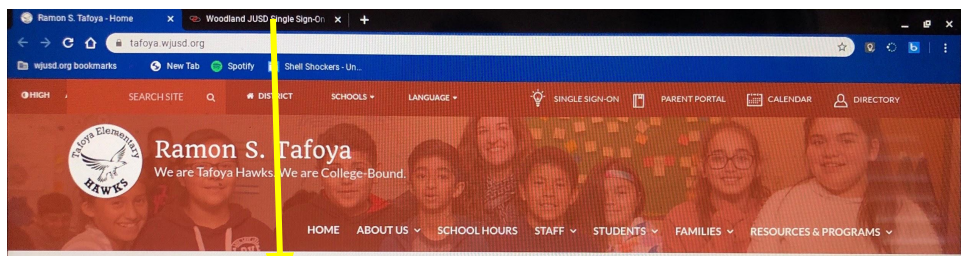 Ramon S. Tafoya - Home × Woodland JUSD Single Sign-On × +
tafoya.wjusd.org
wjusd.org bookmarks New Tab Spotify Shell Shockers - Un...
HIGH SEARCH SITE DISTRICT SCHOOLS LANGUAGE SINGLE SIGN-ON PARENT PORTAL CALENDAR DIRECTORY
Tafoya Elementary
HAWKS
Ramon S. Tafoya
We are Tafoya Hawks. We are College-Bound.
HOME ABOUT US SCHOOL HOURS STAFF STUDENTS FAMILIES RESOURCES & PROGRAMS